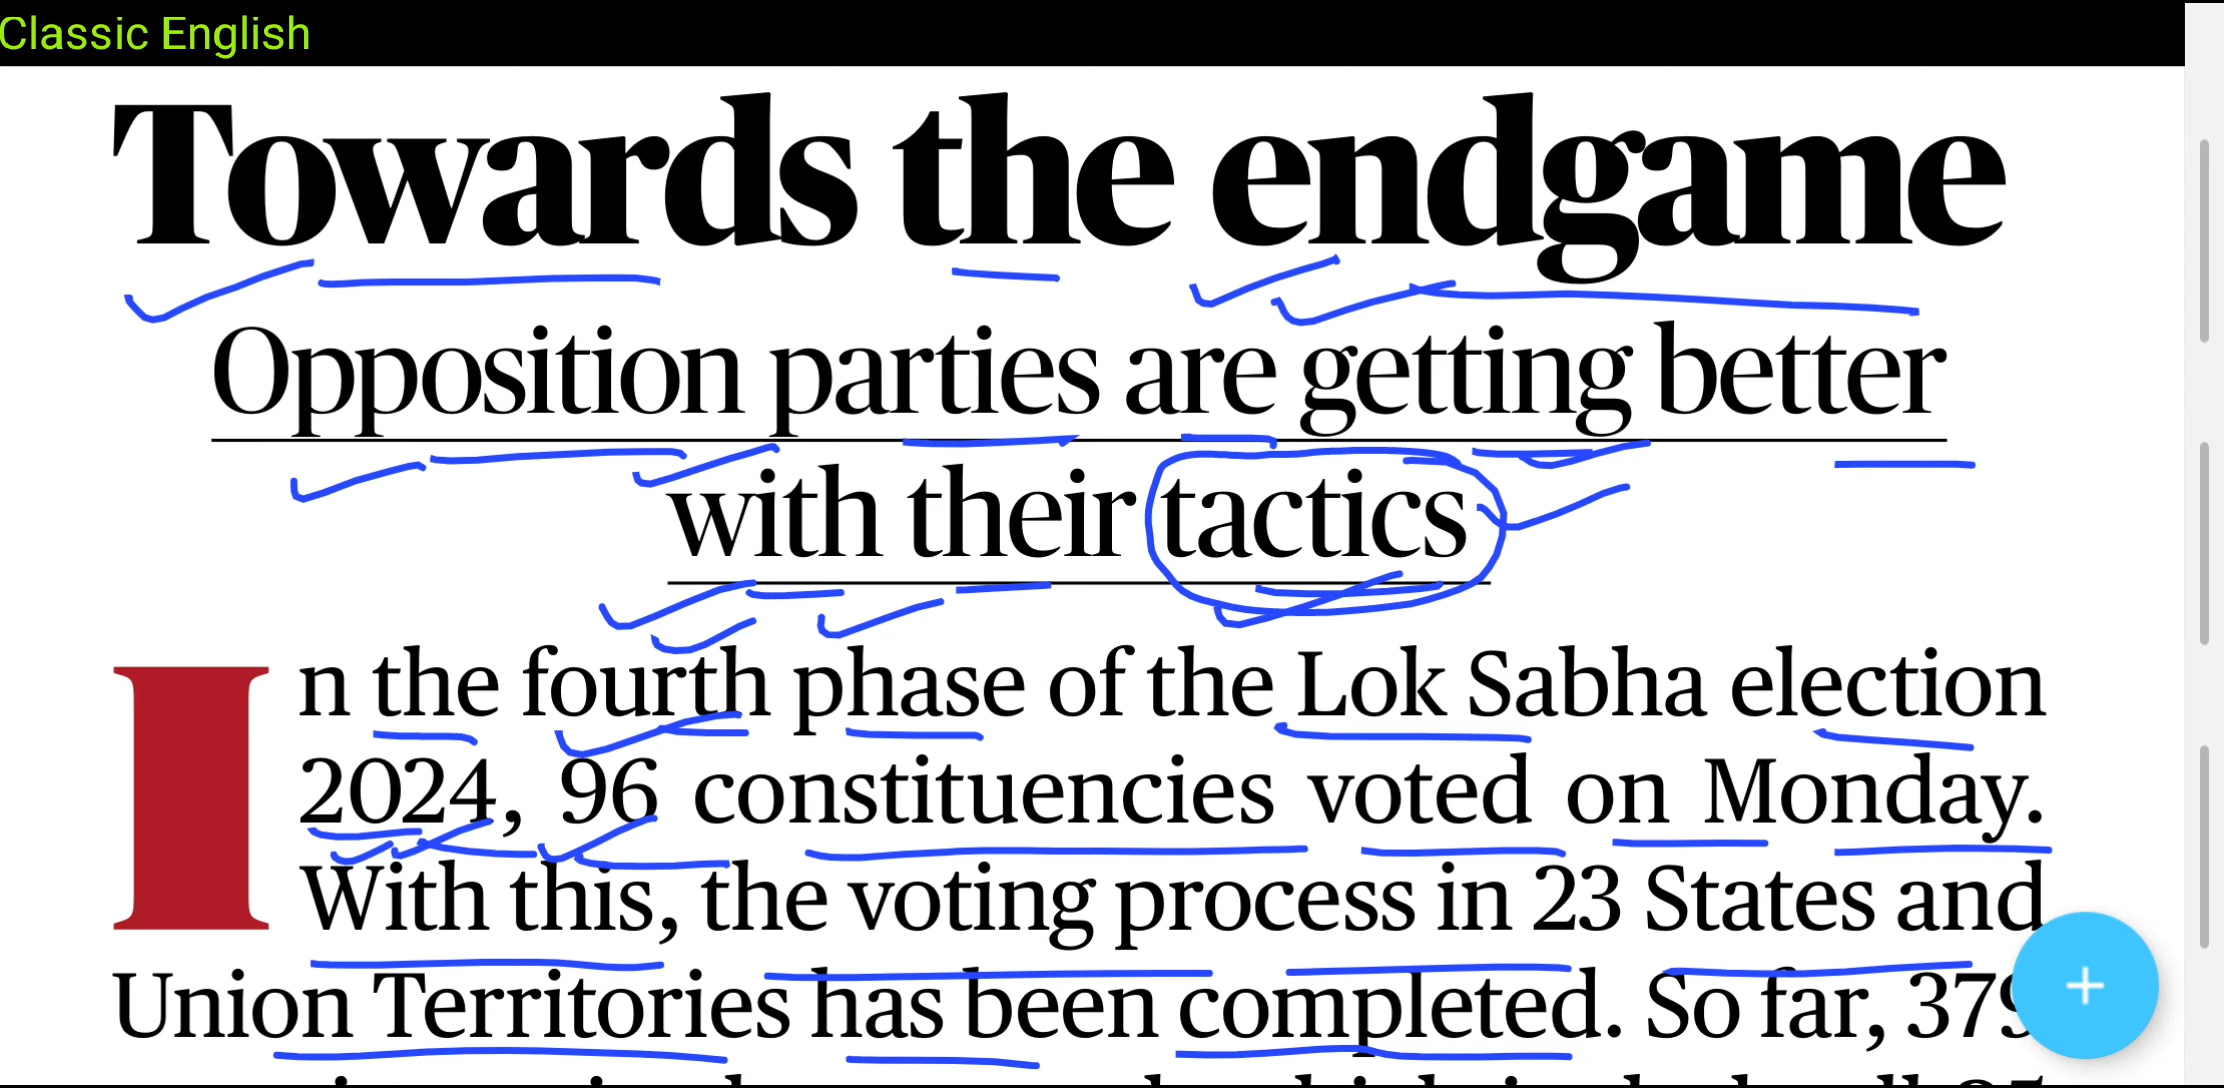 Classic English
Towards the endgame
Opposition parties are getting better
with their tactics
In the fourth phase of the Lok Sabha election
2024, 96 constituencies voted on Monday.
With this, the voting process in 23 States and
Union Territories has been completed. So far, 379